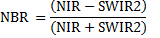 NBR = (NIR − SWIR2)
(NIR + SWIR2)